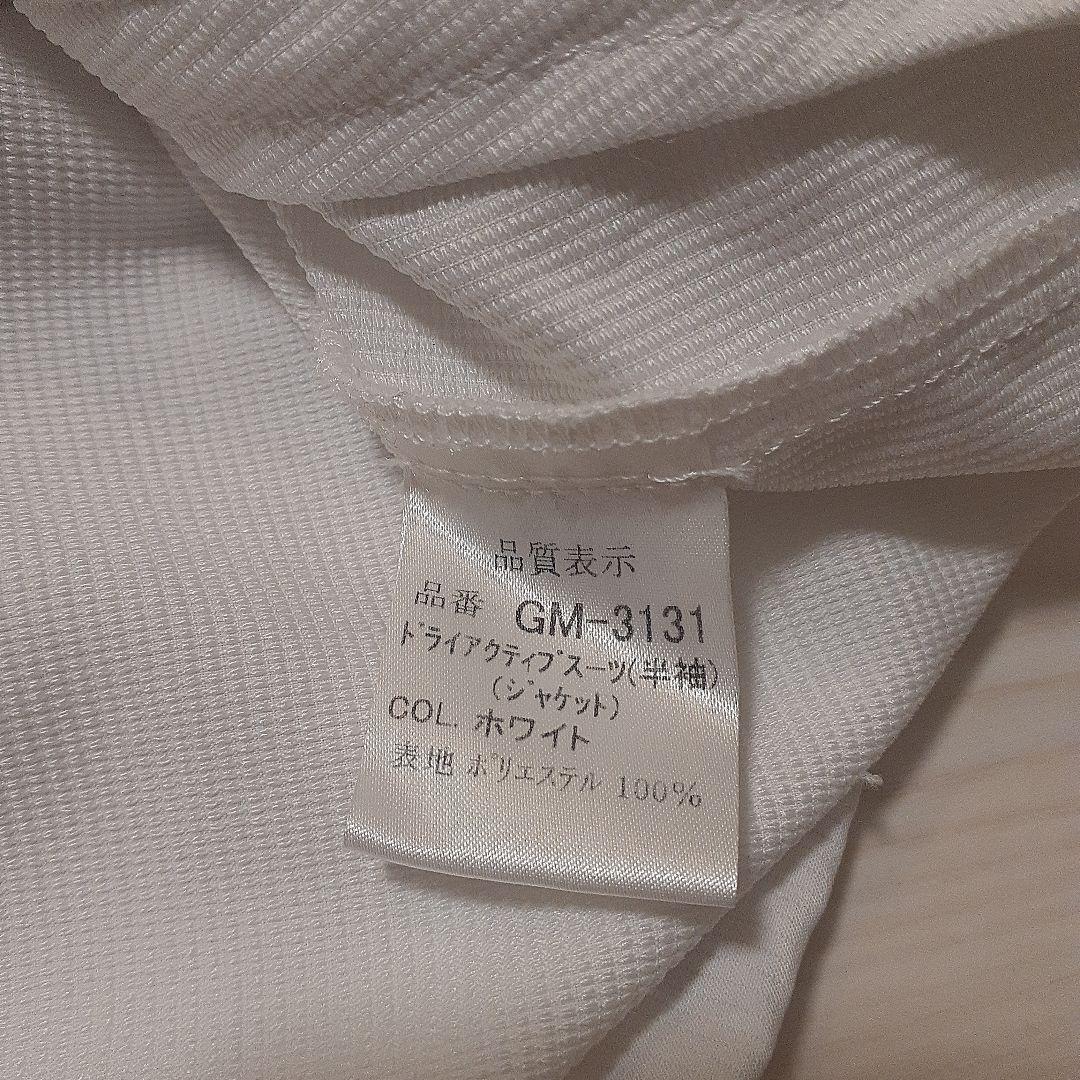 品質表示
品番 GM-3131
ドライアクティブスーツ(半袖)
(ジャケット)
COL. ホワイト
表地 ポリエステル 100%